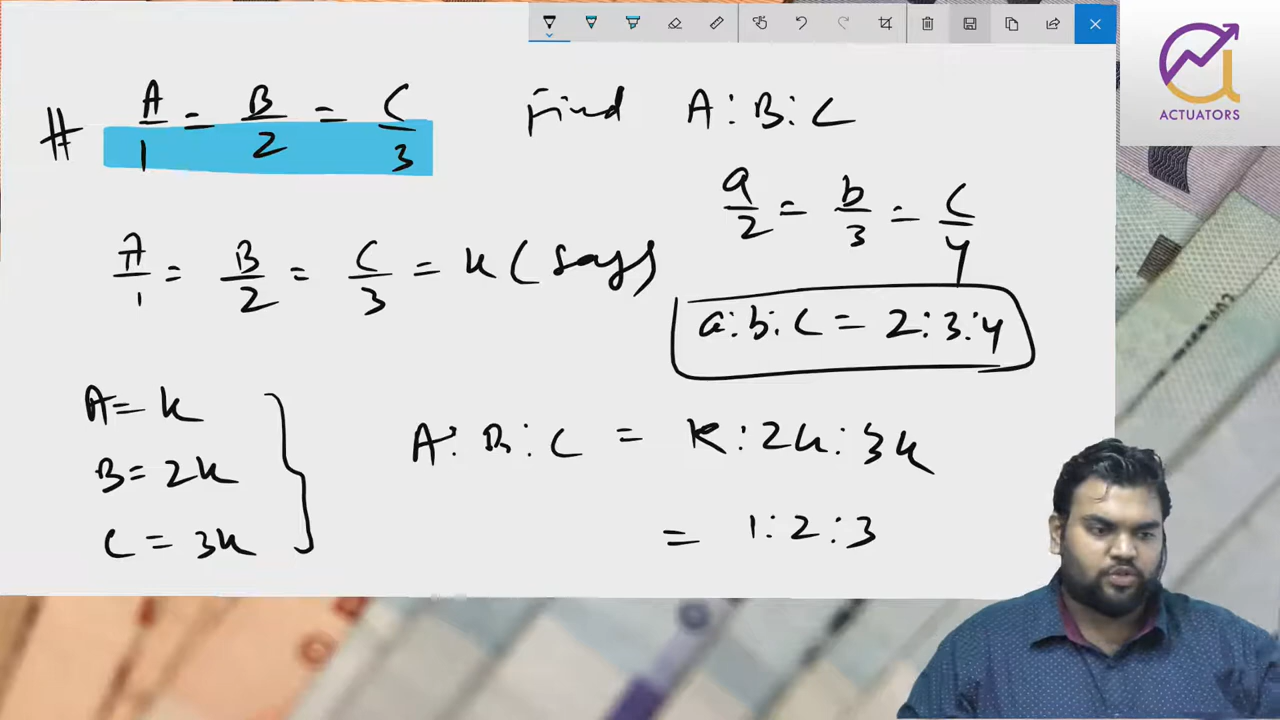 # A/1 = B/2 = C/3 Find A:B:C
a/2 = b/3 = c/4
A/1 = B/2 = C/3 = k (say)
a:b:c = 2:3:4
A = k
B = 2k
C = 3k
A:B:C = k:2k:3k
= 1:2:3
ACTUATORS